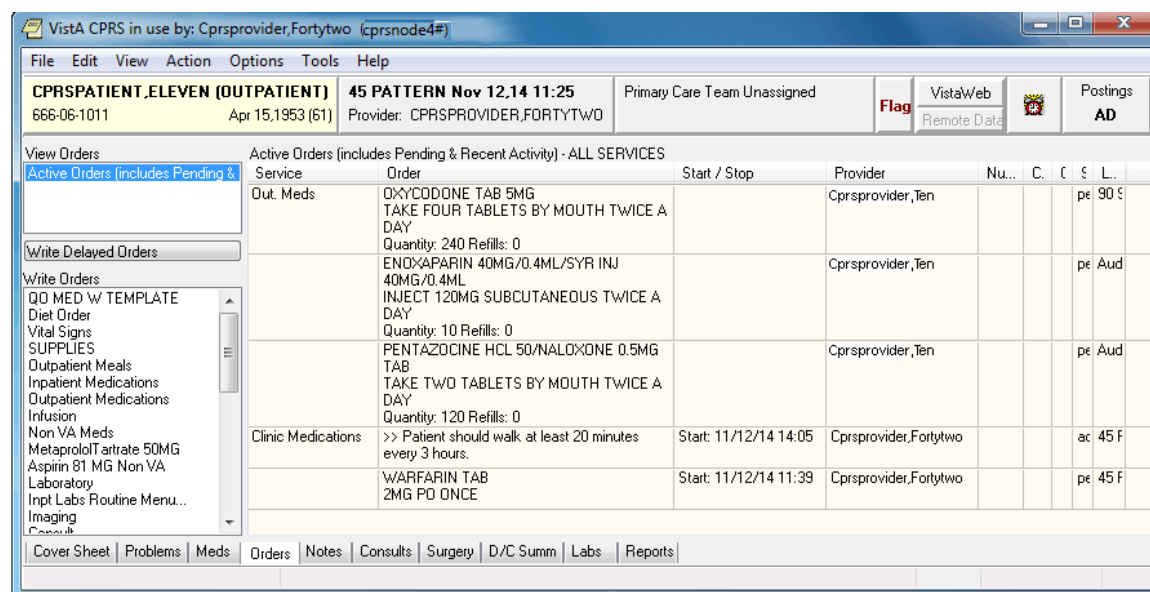 VistA CPRS in use by: Cprsprovider,Fortytwo (cprsnode4#)
File Edit View Action Options Tools Help
CPRSPATIENT,ELEVEN (OUTPATIENT)
666-06-1011 Apr 15,1953 (61)
45 PATTERN Nov 12,14 11:25
Provider: CPRSPROVIDER,FORTYTWO
Primary Care Team Unassigned
Flag
VistaWeb
Remote Data
Postings
AD
View Orders
Active Orders (includes Pending &
Write Delayed Orders
Write Orders
QO MED W TEMPLATE
Diet Order
Vital Signs
SUPPLIES
Outpatient Meals
Inpatient Medications
Outpatient Medications
Infusion
Non VA Meds
MetaprololTartrate 50MG
Aspirin 81 MG Non VA
Laboratory
Inpt Labs Routine Menu...
Imaging
Consult
Active Orders (includes Pending & Recent Activity) - ALL SERVICES
Service Order Start / Stop Provider Nu... C. C S L...
Out. Meds OXYCODONE TAB 5MG Cprsprovider,Ten pe 90 S
TAKE FOUR TABLETS BY MOUTH TWICE A
DAY
Quantity: 240 Refills: 0
ENOXAPARIN 40MG/0.4ML/SYR INJ Cprsprovider,Ten pe Aud
40MG/0.4ML
INJECT 120MG SUBCUTANEOUS TWICE A
DAY
Quantity: 10 Refills: 0
PENTAZOCINE HCL 50/NALOXONE 0.5MG Cprsprovider,Ten pe Aud
TAB
TAKE TWO TABLETS BY MOUTH TWICE A
DAY
Quantity: 120 Refills: 0
Clinic Medications >> Patient should walk at least 20 minutes Start: 11/12/14 14:05 Cprsprovider,Fortytwo ac 45 F
every 3 hours.
WARFARIN TAB Start: 11/12/14 11:39 Cprsprovider,Fortytwo pe 45 F
2MG PO ONCE
Cover Sheet Problems Meds Orders Notes Consults Surgery D/C Summ Labs Reports